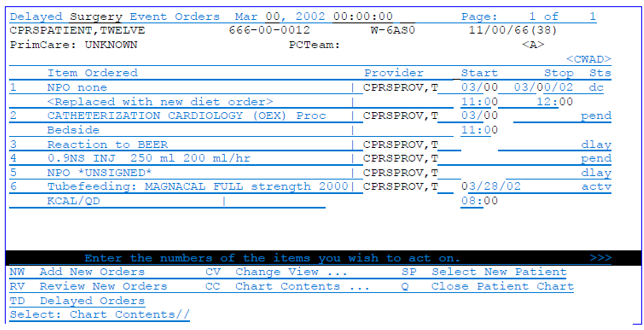 Delayed Surgery Event Orders  Mar 00, 2002 00:00:00        Page:    1 of    1
CPRSPATIENT,TWELVE    666-00-0012    W-6AS0    11/00/66(38)
PrimCare: UNKNOWN    PCTeam:    <A>
<CWAD>
Item Ordered    Provider    Start    Stop  Sts
1    NPO none    | CPRSPROV,T    03/00  03/00/02  dc
<Replaced with new diet order>    |    11:00    12:00
2    CATHETERIZATION CARDIOLOGY (OEX) Proc    | CPRSPROV,T    03/00    pend
Bedside    |    11:00
3    Reaction to BEER    | CPRSPROV,T    dlay
4    0.9NS INJ  250 ml 200 ml/hr    | CPRSPROV,T    pend
5    NPO *UNSIGNED*    | CPRSPROV,T    dlay
6    Tubefeeding: MAGNACAL FULL strength 2000| CPRSPROV,T    03/28/02    actv
KCAL/QD    |    08:00
Enter the numbers of the items you wish to act on.    >>>
NW  Add New Orders    CV  Change View ...    SP  Select New Patient
RV  Review New Orders    CC  Chart Contents ...    Q   Close Patient Chart
TD  Delayed Orders
Select: Chart Contents//